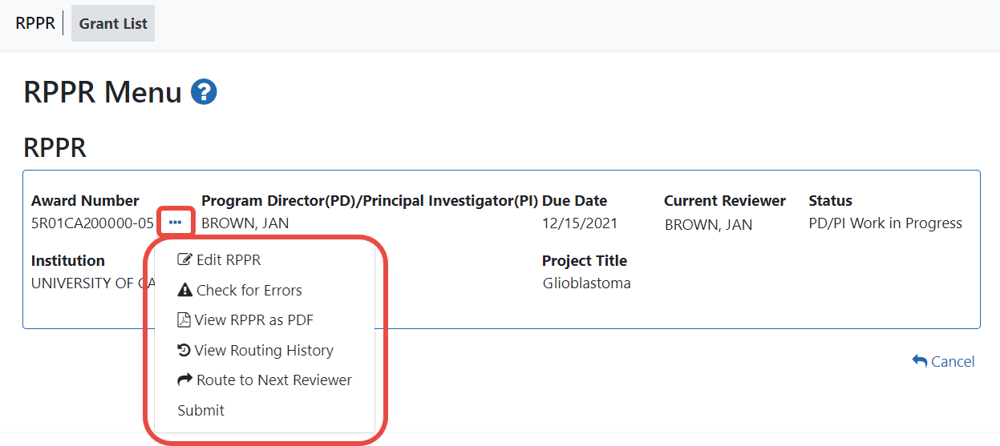 RPPR Grant List
RPPR Menu ?
RPPR
Award Number Program Director(PD)/Principal Investigator(PI) Due Date Current Reviewer Status
5R01CA200000-05 ••• BROWN, JAN 12/15/2021 BROWN, JAN PD/PI Work in Progress
Institution Project Title
UNIVERSITY OF CA Glioblastoma
Edit RPPR
Check for Errors
View RPPR as PDF
View Routing History
Route to Next Reviewer
Submit
Cancel